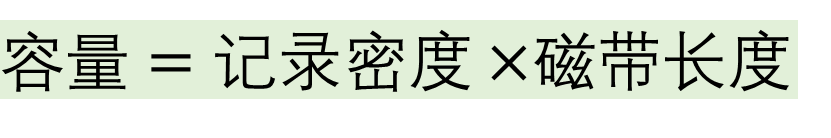 容量 = 记录密度 ×磁带长度